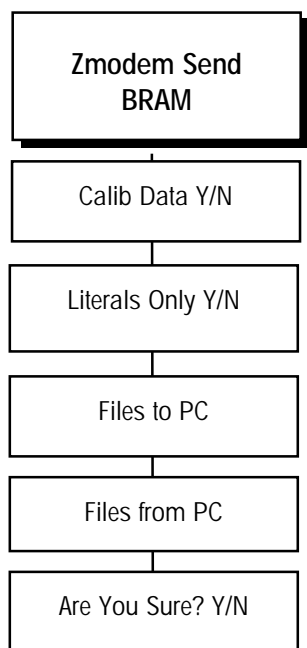 Zmodem Send
BRAM
Calib Data Y/N
Literals Only Y/N
Files to PC
Files from PC
Are You Sure? Y/N